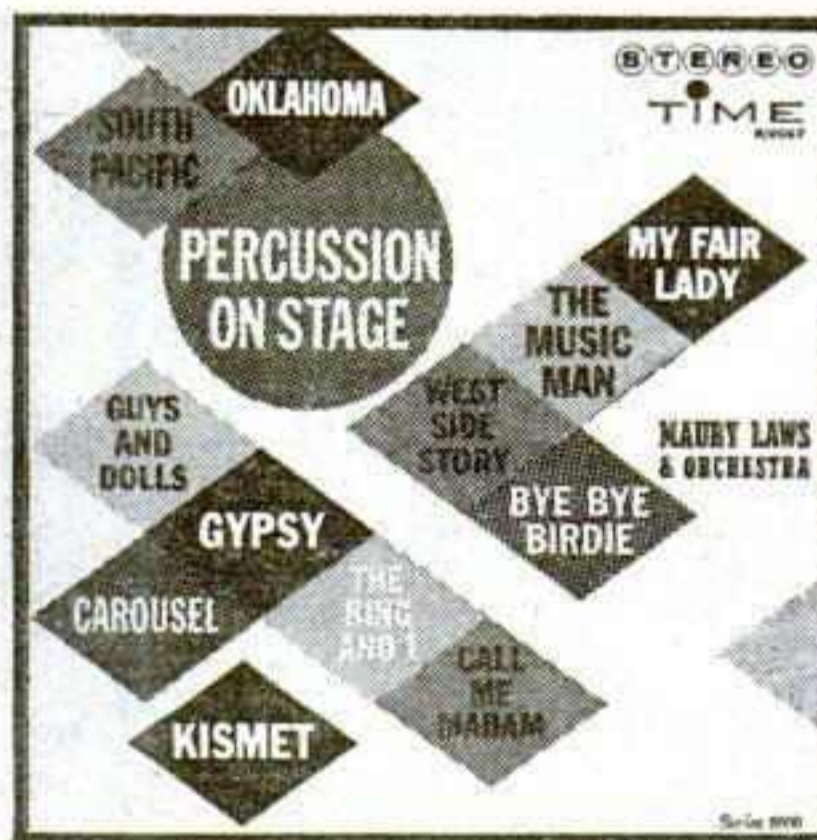 STEREO
TIME
OKLAHOMA
SOUTH
PACIFIC
PERCUSSION
ON STAGE
MY FAIR
LADY
THE
MUSIC
MAN
WEST
SIDE
STORY
BYE BYE
BIRDIE
MAURY LAWS
& ORCHESTRA
GUYS
AND
DOLLS
GYPSY
CAROUSEL
THE
KING
AND I
CALL
ME
MADAM
KISMET